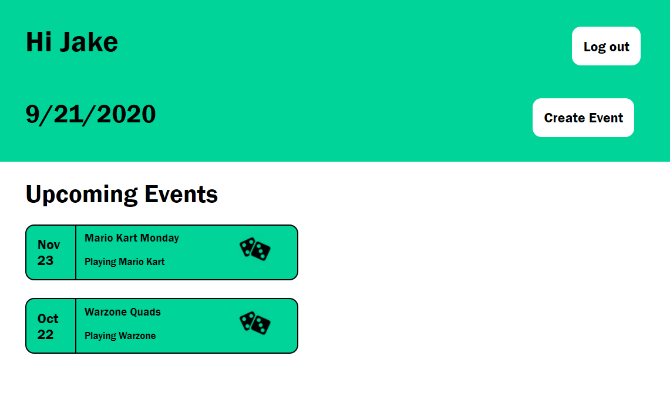 Hi Jake
Log out
9/21/2020
Create Event
Upcoming Events
Nov
23
Mario Kart Monday
Playing Mario Kart
Oct
22
Warzone Quads
Playing Warzone